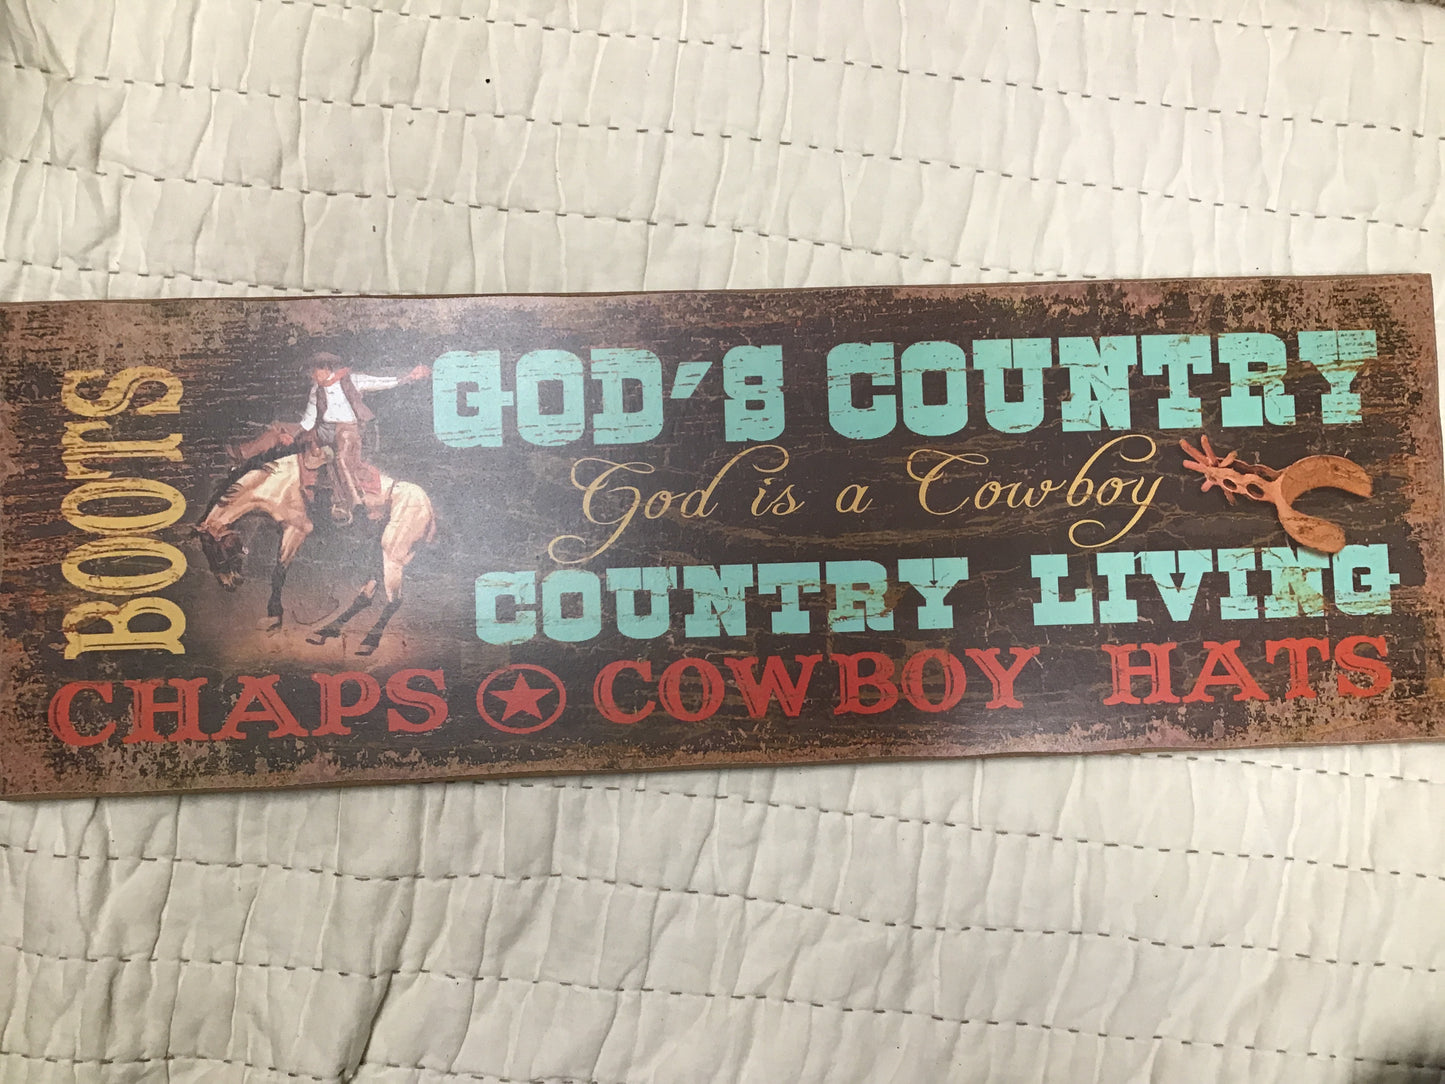 BOOTS
GOD'S COUNTRY
God is a Cowboy
COUNTRY LIVING
CHAPS COWBOY HATS